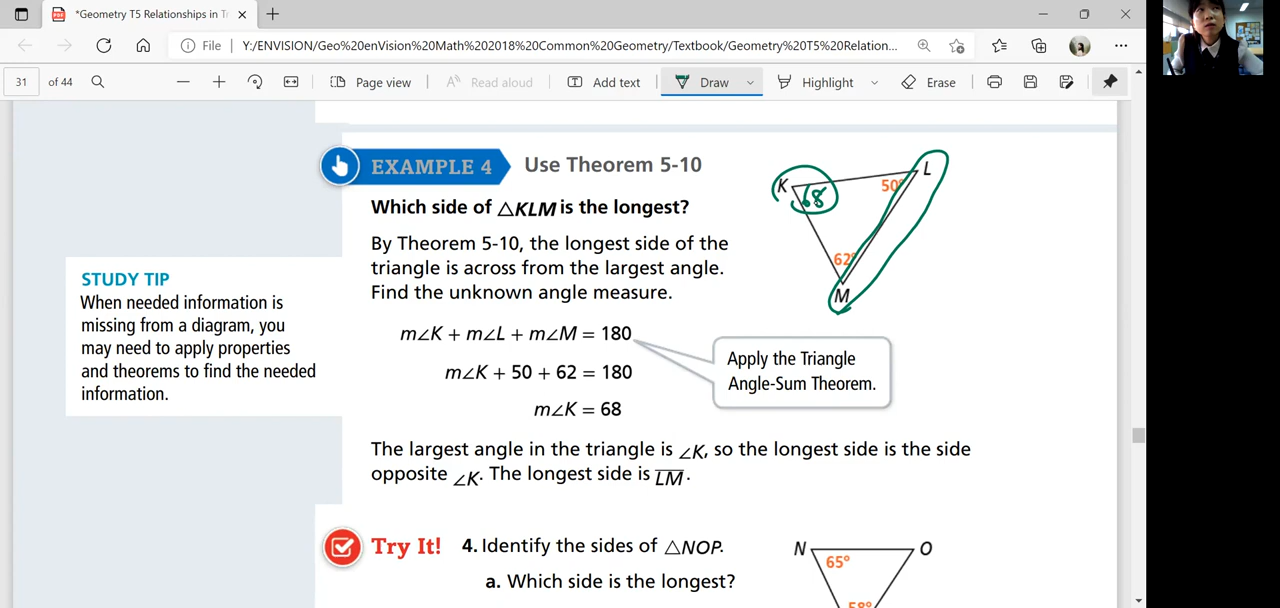 *Geometry T5 Relationships in Tr
File
Y:/ENVISION/Geo%20enVision%20Math%202018%20Common%20Geometry/Textbook/Geometry%20T5%20Relation...
31 of 44
Page view
Read aloud
Add text
Draw
Highlight
Erase
EXAMPLE 4 Use Theorem 5-10
Which side of △KLM is the longest?
By Theorem 5-10, the longest side of the
triangle is across from the largest angle.
Find the unknown angle measure.
m∠K + m∠L + m∠M = 180
m∠K + 50 + 62 = 180
m∠K = 68
Apply the Triangle
Angle-Sum Theorem.
The largest angle in the triangle is ∠K, so the longest side is the side
opposite ∠K. The longest side is L̅M̅.
K
68
50°
L
62°
M
STUDY TIP
When needed information is
missing from a diagram, you
may need to apply properties
and theorems to find the needed
information.
Try It! 4. Identify the sides of △NOP.
a. Which side is the longest?
N
O
65°
58°